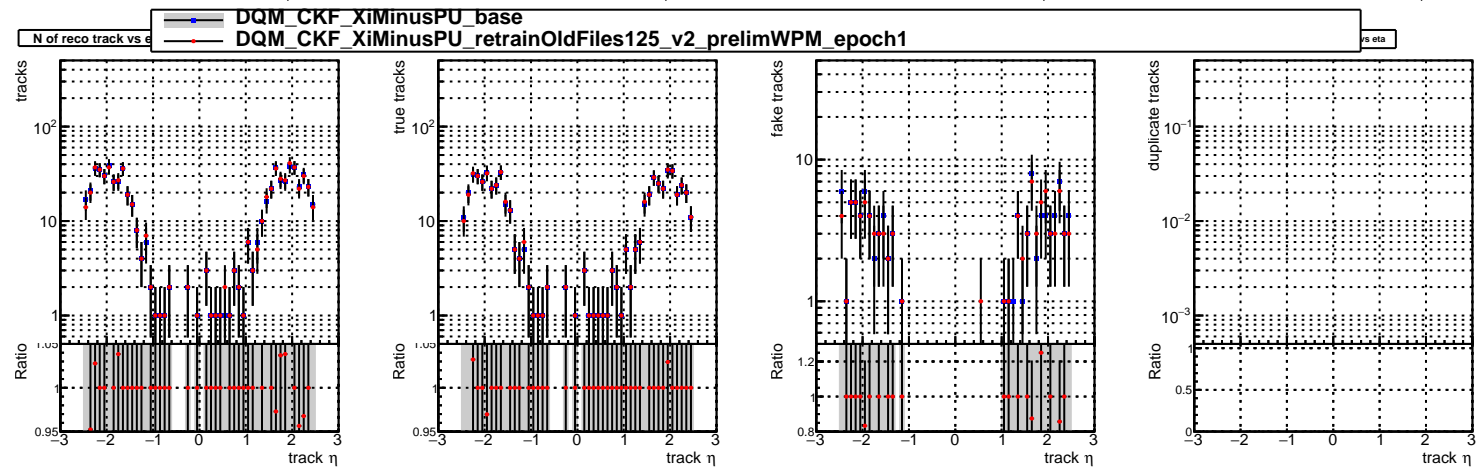 DQM_CKF_XiMinusPU_base
DQM_CKF_XiMinusPU_retrainOldFiles125_v2_prelimWPM_epoch1
N of reco track vs e
vs eta
tracks
10²
10
1
Ratio
1.05
1
0.95
−3 −2 −1 0 1 2 3
track η
true tracks
10²
10
1
Ratio
1.05
1
0.95
−3 −2 −1 0 1 2 3
track η
fake tracks
10
1
Ratio
1.2
1
0.8
−3 −2 −1 0 1 2 3
track η
duplicate tracks
10⁻¹
10⁻²
10⁻³
Ratio
1
0.5
0
−3 −2 −1 0 1 2 3
track η